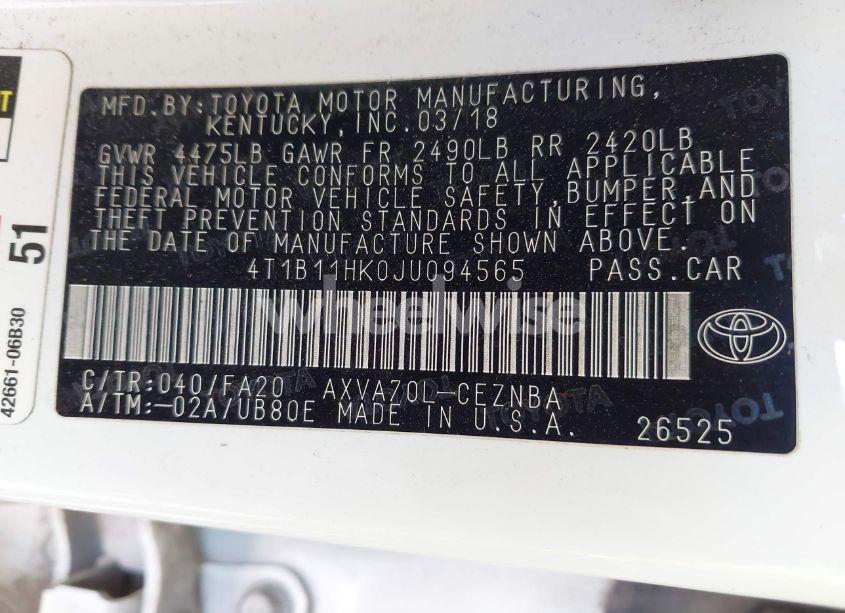 MFD.BY:TOYOTA MOTOR MANUFACTURING,
KENTUCKY,INC.03/18
GVWR 4475LB GAWR FR 2490LB RR 2420LB
THIS VEHICLE CONFORMS TO ALL APPLICABLE
FEDERAL MOTOR VEHICLE SAFETY,BUMPER,AND
THEFT PREVENTION STANDARDS IN EFFECT ON
THE DATE OF MANUFACTURE SHOWN ABOVE.
4T1B11HK0JU094565 PASS.CAR
wheelwise
C/TR:040/FA20 AXVA70L-CEZNBA
A/TM:-02A/UB80E MADE IN U.S.A. 26525
51
42661-06B30
TOYOTA